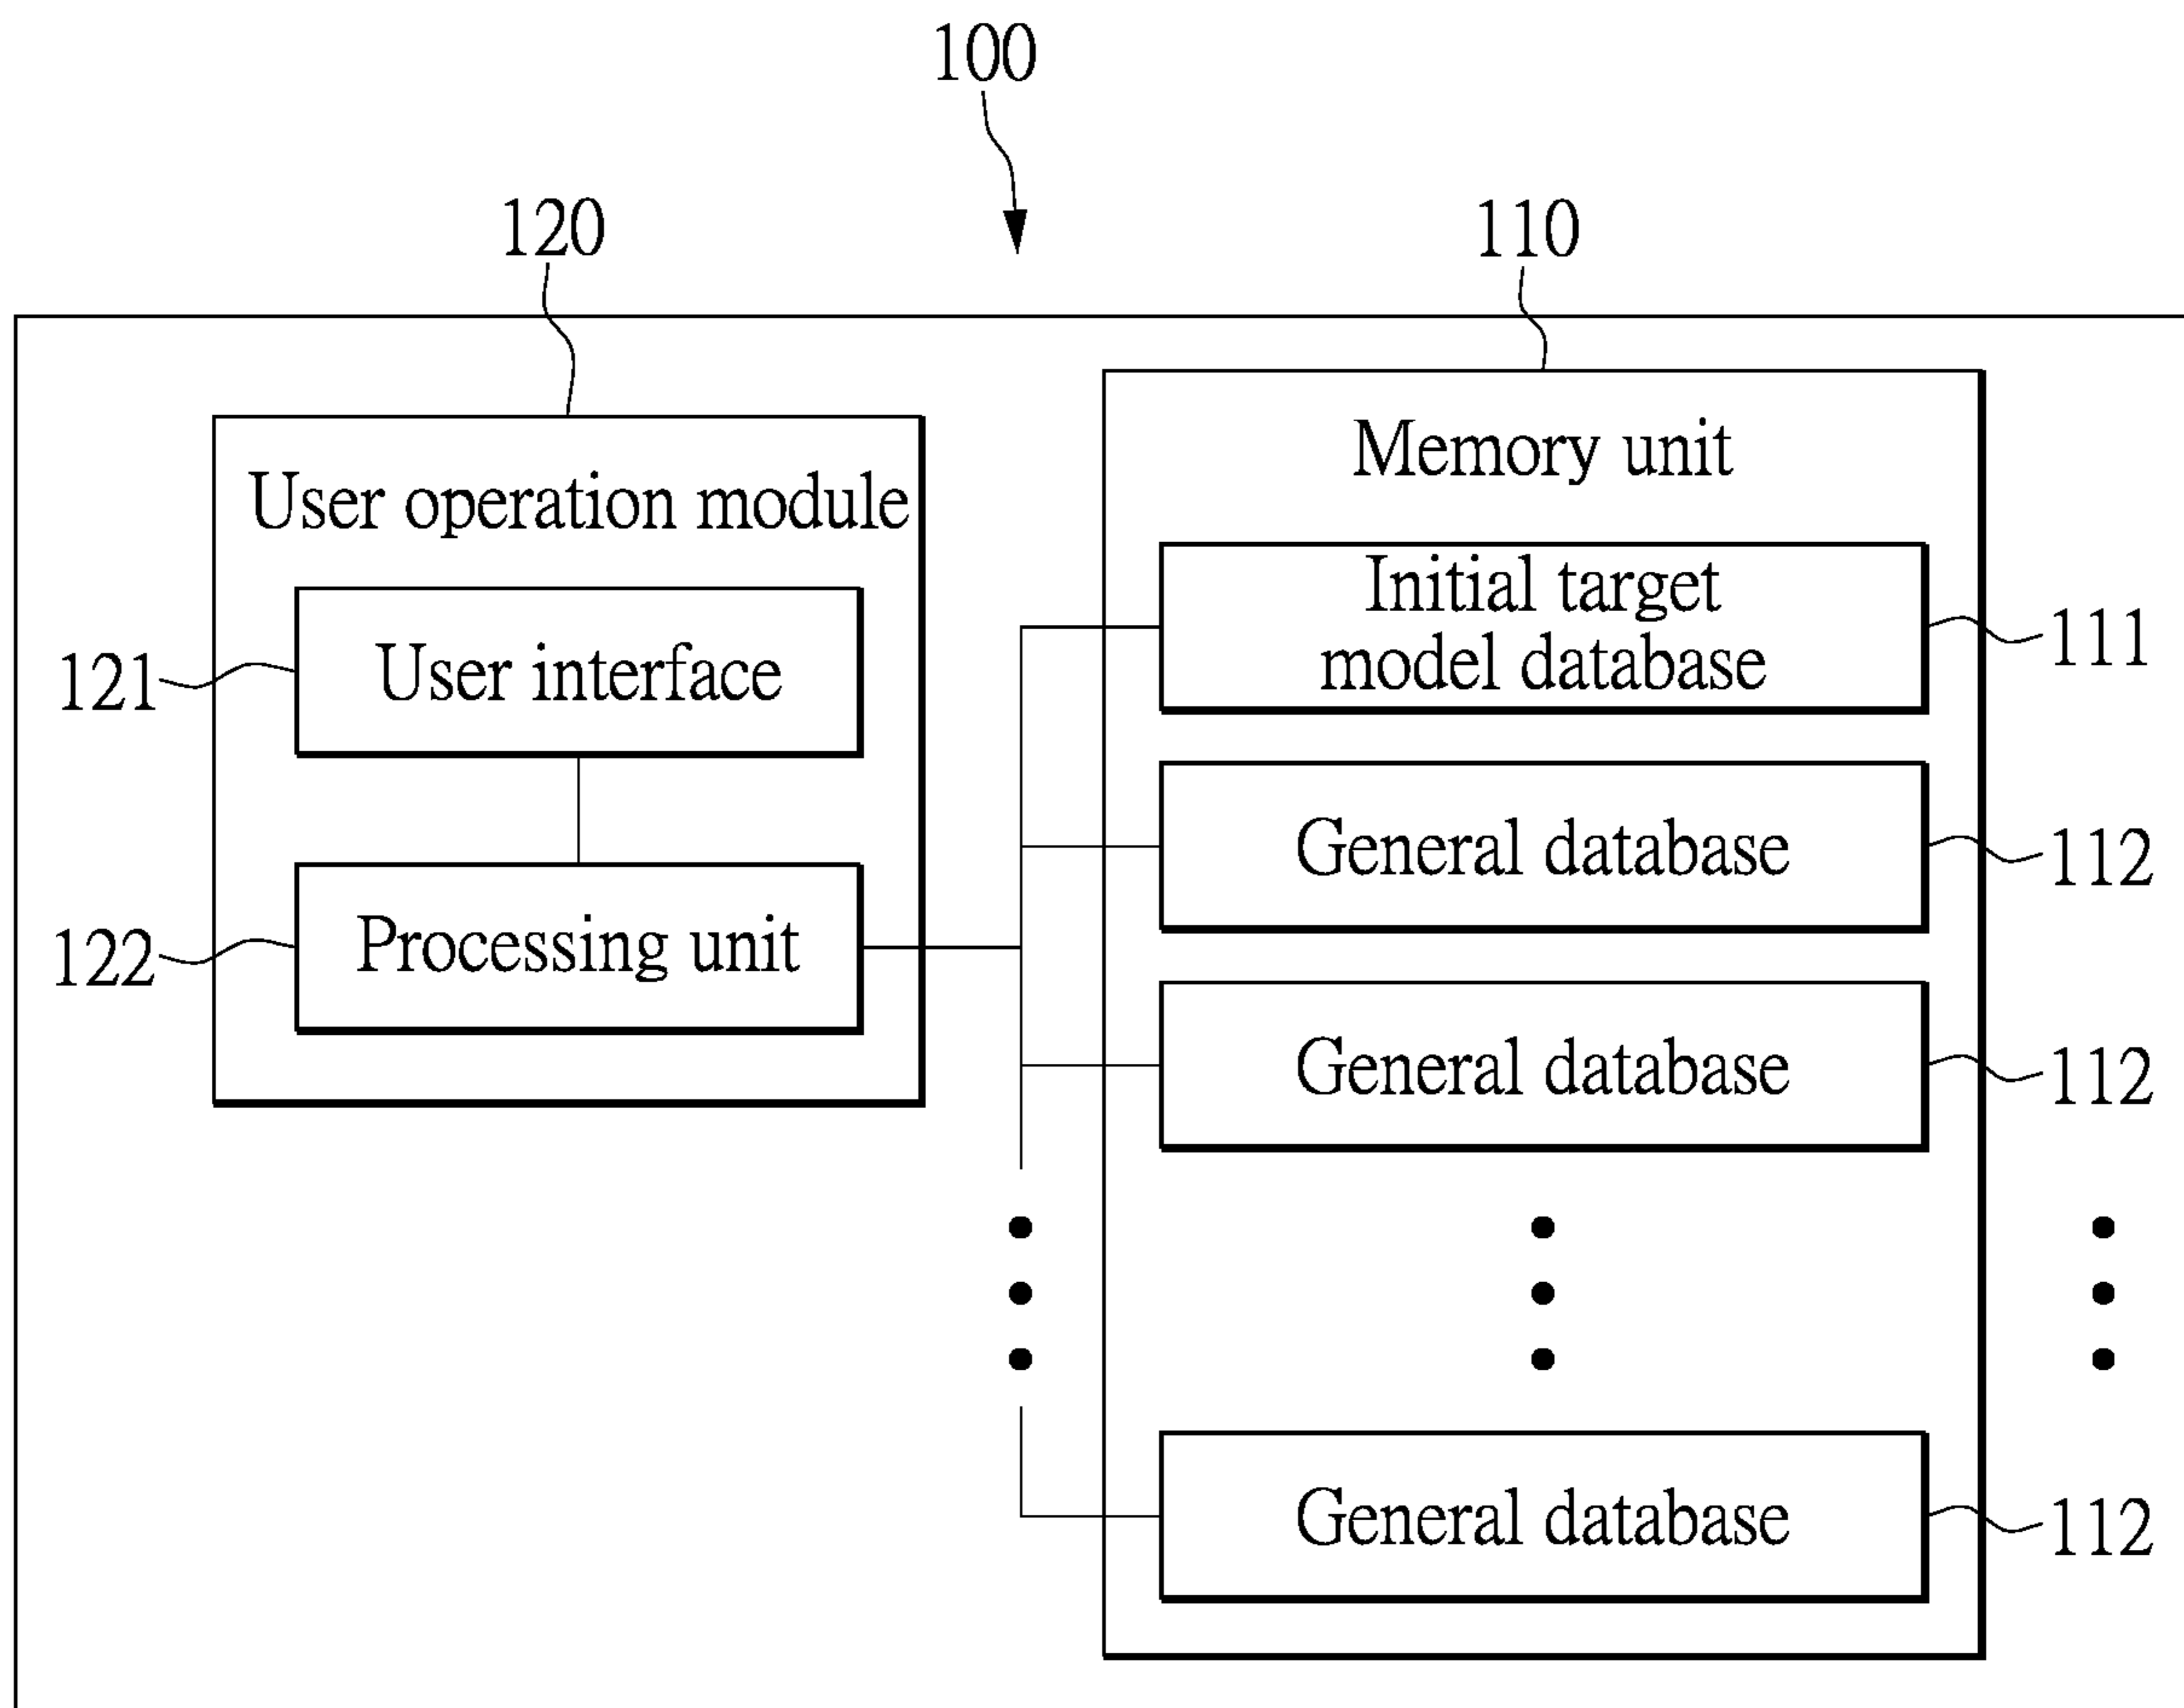 100
120
110
User operation module
Memory unit
Initial target
model database
111
121
User interface
General database
112
122
Processing unit
General database
112
General database
112